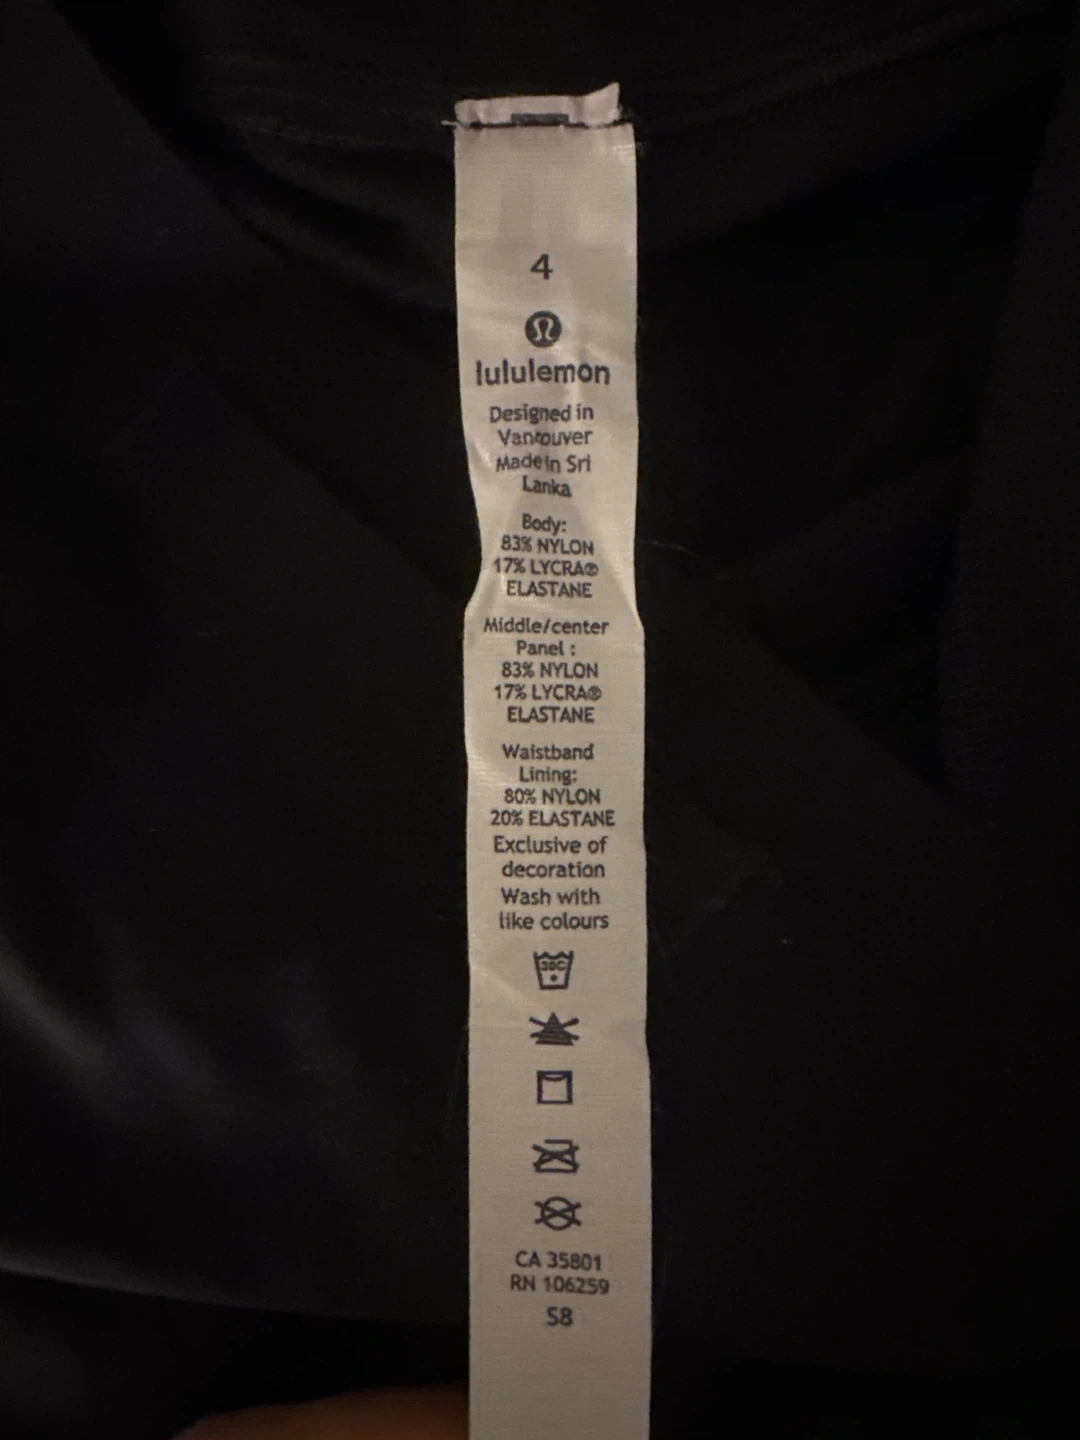 4
lululemon
Designed in
Vancouver
Made in Sri
Lanka
Body:
83% NYLON
17% LYCRA®
ELASTANE
Middle/center
Panel :
83% NYLON
17% LYCRA®
ELASTANE
Waistband
Lining:
80% NYLON
20% ELASTANE
Exclusive of
decoration
Wash with
like colours
30C
CA 35801
RN 106259
S8